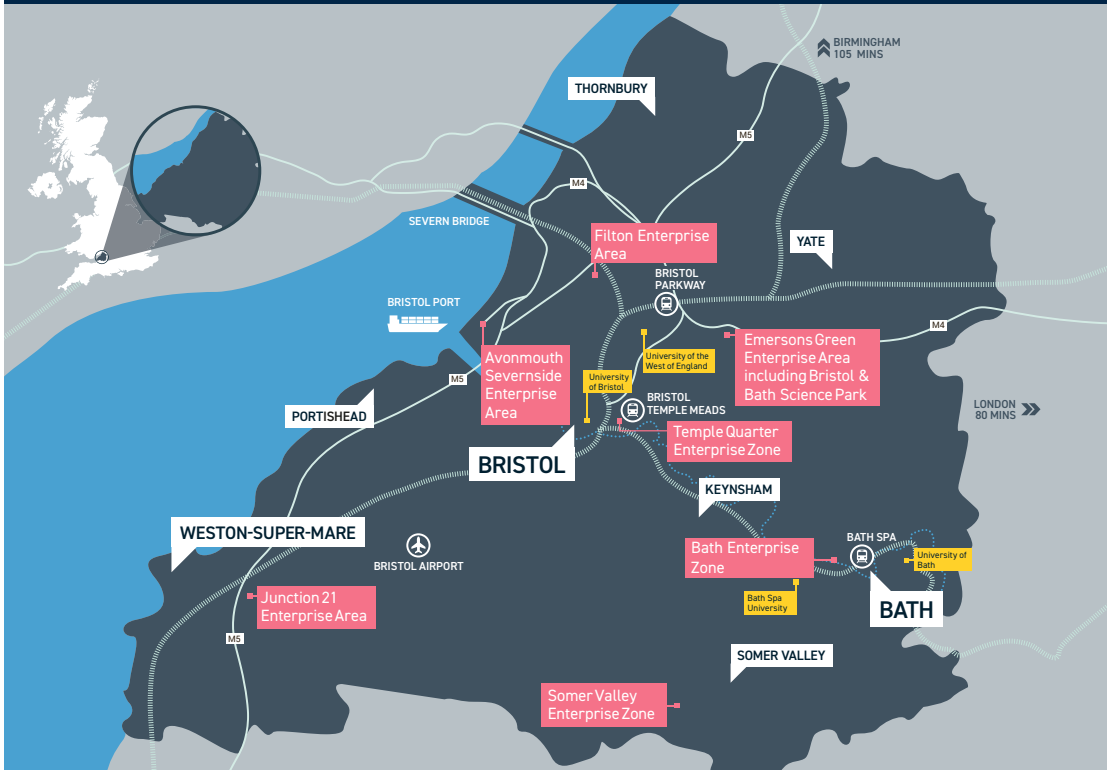 BIRMINGHAM
105 MINS
THORNBURY
M5
M4
SEVERN BRIDGE
Filton Enterprise
Area
YATE
BRISTOL
PARKWAY
BRISTOL PORT
M4
Emersons Green
Enterprise Area
including Bristol &
Bath Science Park
University of the
West of England
Avonmouth
Severnside
Enterprise
Area
M5
University
of Bristol
BRISTOL
TEMPLE MEADS
LONDON
80 MINS
PORTISHEAD
Temple Quarter
Enterprise Zone
BRISTOL
KEYNSHAM
WESTON-SUPER-MARE
BRISTOL AIRPORT
BATH SPA
Bath Enterprise
Zone
University of
Bath
Junction 21
Enterprise Area
Bath Spa
University
BATH
M5
SOMER VALLEY
Somer Valley
Enterprise Zone